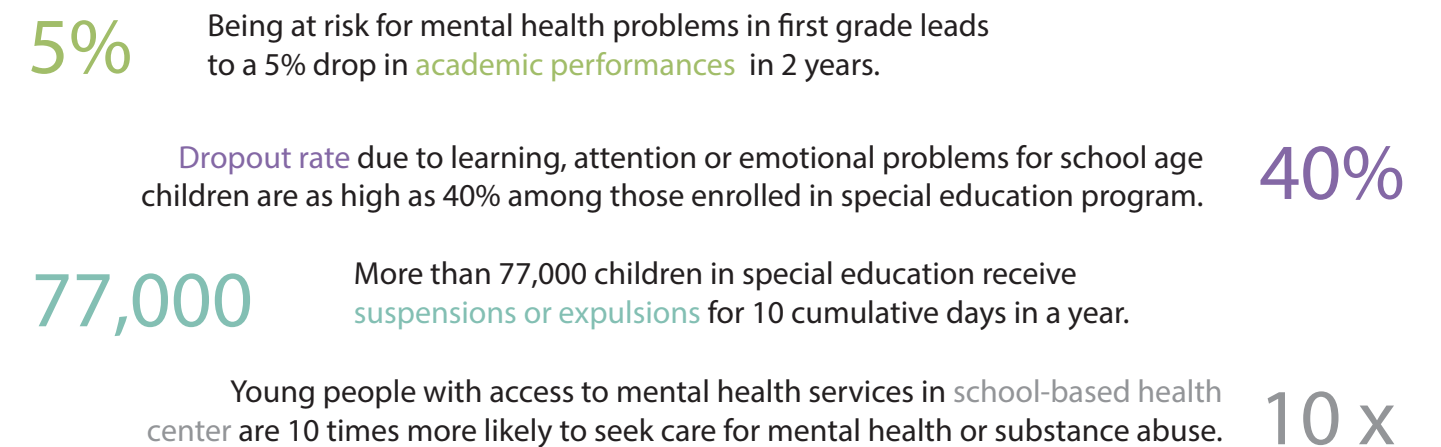 5%
Being at risk for mental health problems in first grade leads
to a 5% drop in academic performances in 2 years.
Dropout rate due to learning, attention or emotional problems for school age
children are as high as 40% among those enrolled in special education program.
40%
77,000
More than 77,000 children in special education receive
suspensions or expulsions for 10 cumulative days in a year.
Young people with access to mental health services in school-based health
center are 10 times more likely to seek care for mental health or substance abuse.
10 x